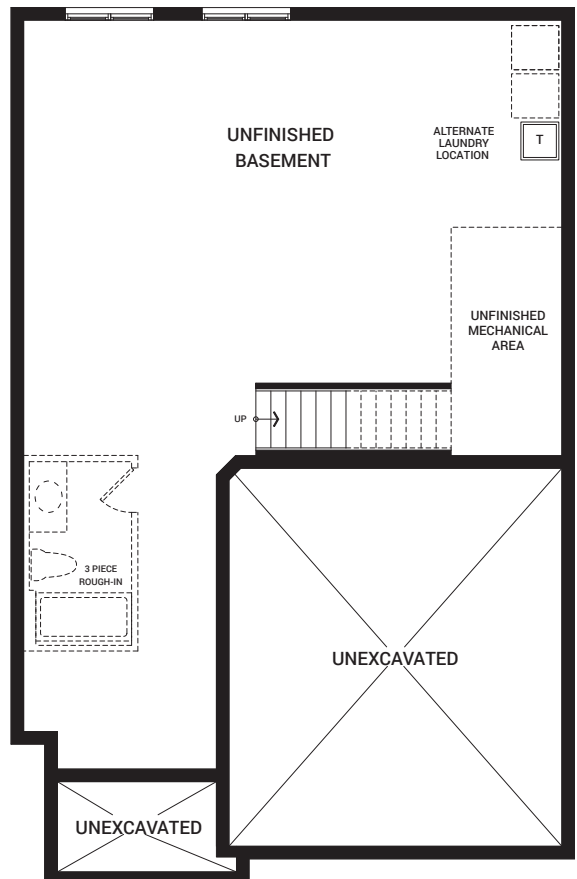 UNFINISHED
BASEMENT
ALTERNATE
LAUNDRY
LOCATION
T
UNFINISHED
MECHANICAL
AREA
UP
3 PIECE
ROUGH-IN
UNEXCAVATED
UNEXCAVATED